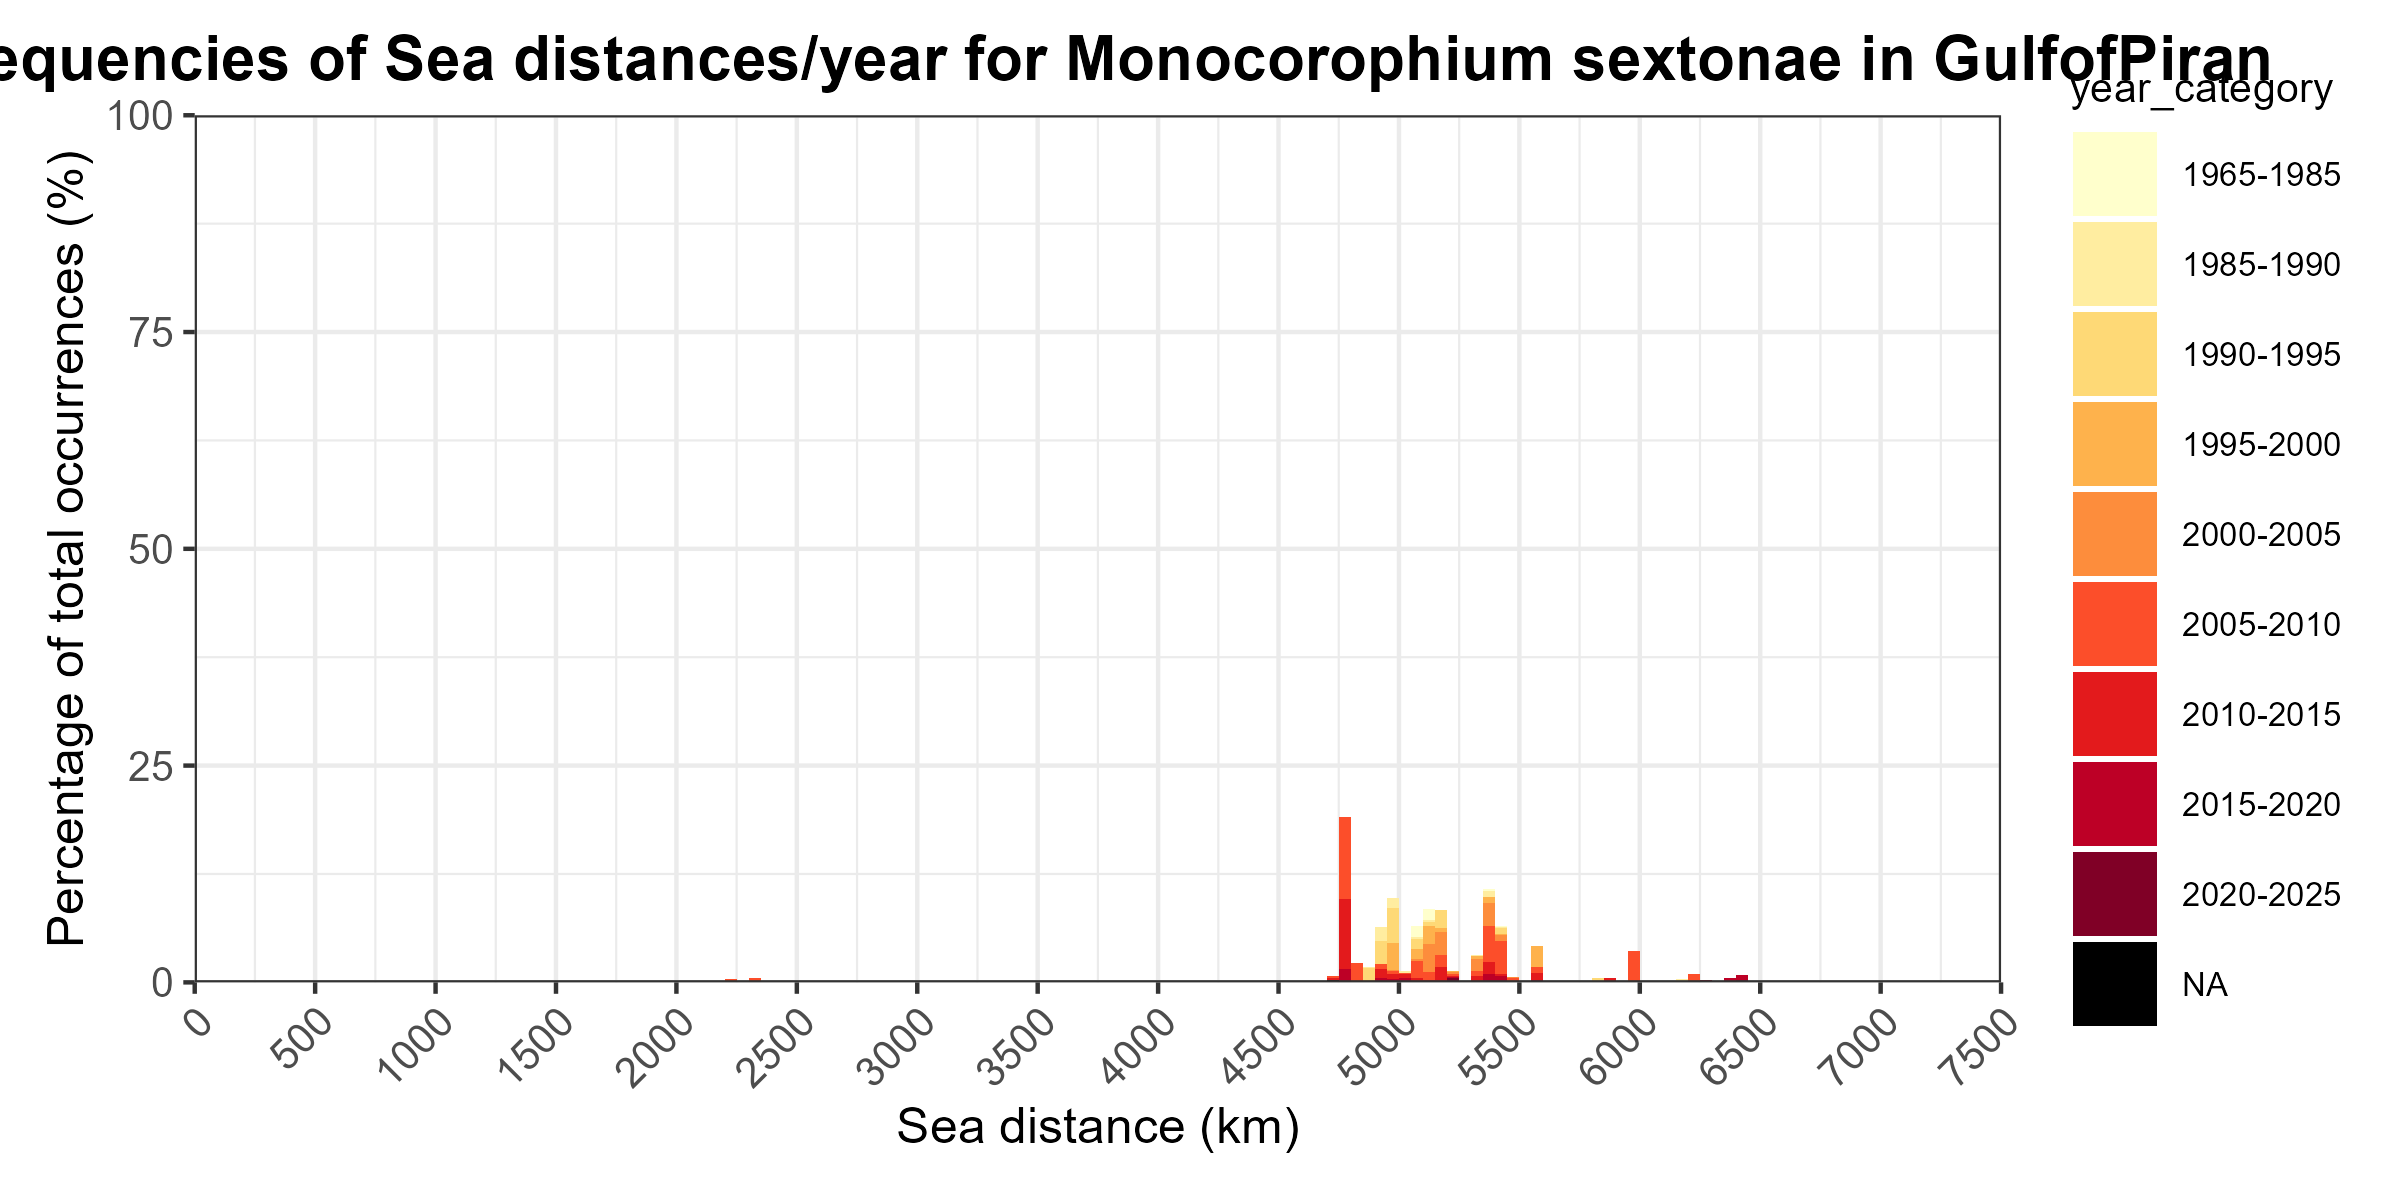 equencies of Sea distances/year for Monocorophium sextonae in GulfofPiran
year_category
1965-1985
1985-1990
1990-1995
1995-2000
2000-2005
2005-2010
2010-2015
2015-2020
2020-2025
NA
Percentage of total occurrences (%)
100
75
50
25
0
0 500 1000 1500 2000 2500 3000 3500 4000 4500 5000 5500 6000 6500 7000 7500
Sea distance (km)